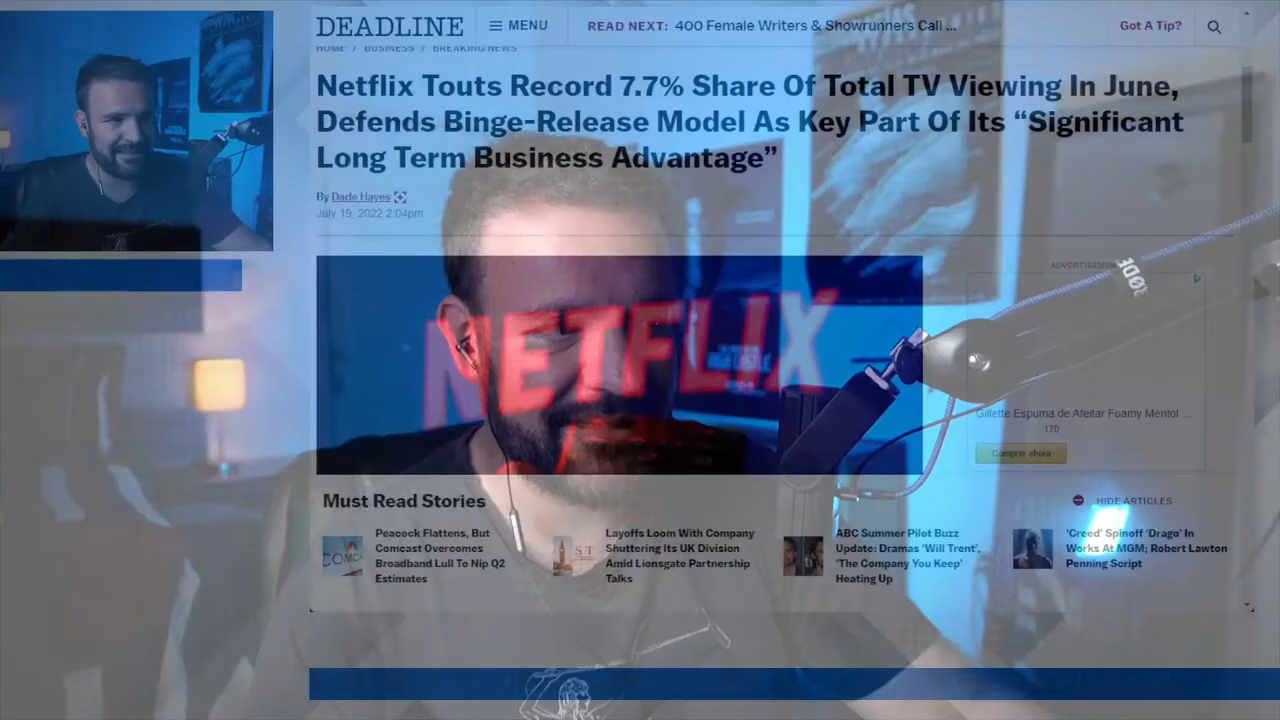 DEADLINE
MENU
READ NEXT: 400 Female Writers & Showrunners Call ...
Got A Tip?
HOME / BUSINESS / BREAKING NEWS
Netflix Touts Record 7.7% Share Of Total TV Viewing In June,
Defends Binge-Release Model As Key Part Of Its “Significant
Long Term Business Advantage”
By Dade Hayes
July 19, 2022 2:04pm
ADVERTISEMENT
RØDE
NETFLIX
Gillette Espuma de Afeitar Foamy Mentol ...
170
Comprar ahora
Must Read Stories
HIDE ARTICLES
Peacock Flattens, But
Comcast Overcomes
Broadband Lull To Nip Q2
Estimates
Layoffs Loom With Company
Shuttering Its UK Division
Amid Lionsgate Partnership
Talks
ABC Summer Pilot Buzz
Update: Dramas ‘Will Trent’,
‘The Company You Keep’
Heating Up
‘Creed’ Spinoff ‘Drago’ In
Works At MGM; Robert Lawton
Penning Script